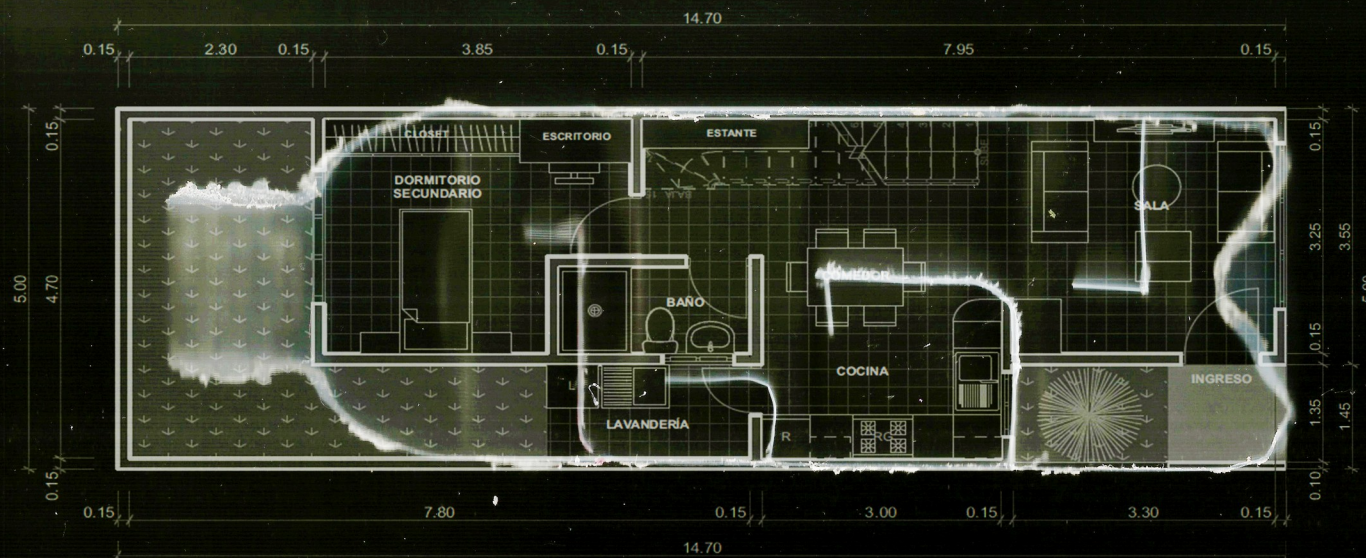 14.70
0.15 2.30 0.15 3.85 0.15 7.95 0.15
CLOSET
ESCRITORIO
ESTANTE
DORMITORIO
SECUNDARIO
SALA
COMEDOR
BAÑO
COCINA
INGRESO
LAVANDERÍA
L
R
RG
BAJA
0.15
5.00
4.70
0.15
0.15
3.25
3.55
0.15
1.35
1.45
0.10
0.15 7.80 0.15 3.00 0.15 3.30 0.15
14.70